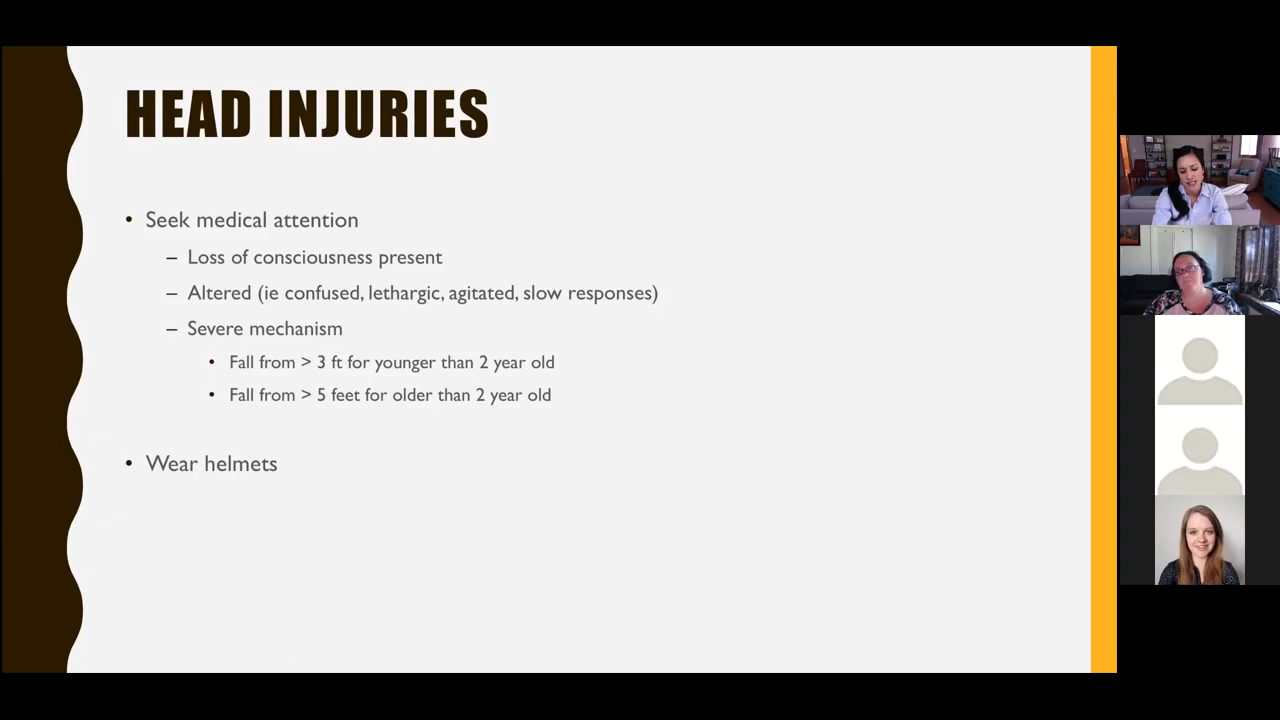 HEAD INJURIES
• Seek medical attention
– Loss of consciousness present
– Altered (ie confused, lethargic, agitated, slow responses)
– Severe mechanism
• Fall from > 3 ft for younger than 2 year old
• Fall from > 5 feet for older than 2 year old
• Wear helmets